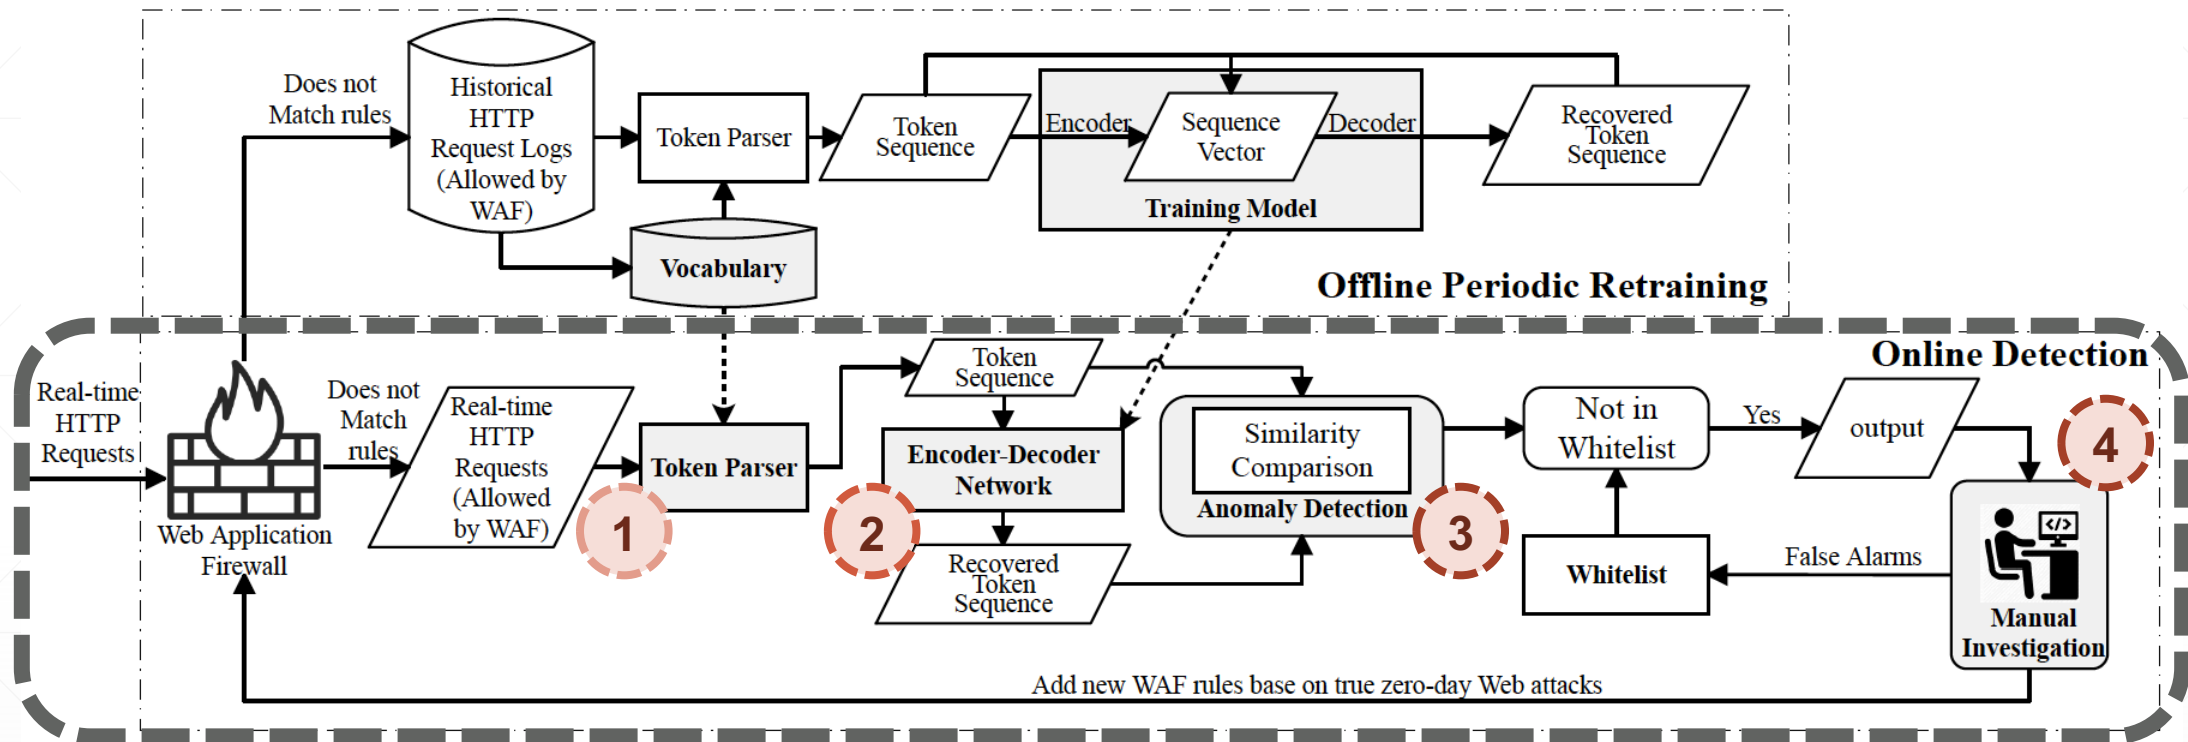 Does not
Match rules
Historical
HTTP
Request Logs
(Allowed by
WAF)
Token Parser
Vocabulary
Token
Sequence
Encoder
Sequence
Vector
Decoder
Training Model
Recovered
Token
Sequence
Offline Periodic Retraining
Online Detection
Real-time
HTTP
Requests
Web Application
Firewall
Does not
Match
rules
Real-time
HTTP
Requests
(Allowed
by WAF)
1
Token Parser
Token
Sequence
Encoder-Decoder
Network
2
Recovered
Token
Sequence
Similarity
Comparison
Anomaly Detection
3
Not in
Whitelist
Yes
output
4
Whitelist
False Alarms
</>
Manual
Investigation
Add new WAF rules base on true zero-day Web attacks